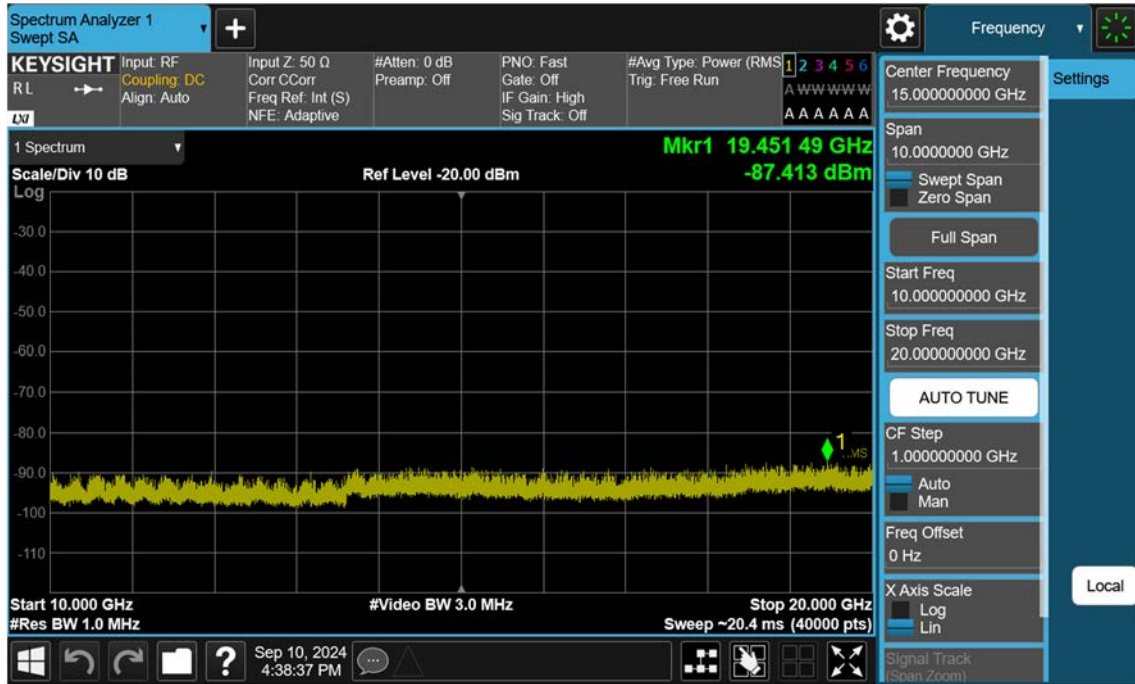 Spectrum Analyzer 1
Swept SA
Frequency
KEYSIGHT
RL
LXI
Input: RF
Coupling: DC
Align: Auto
Input Z: 50 Ω
Corr CCorr
Freq Ref: Int (S)
NFE: Adaptive
#Atten: 0 dB
Preamp: Off
PNO: Fast
Gate: Off
IF Gain: High
Sig Track: Off
#Avg Type: Power (RMS
Trig: Free Run
1 2 3 4 5 6
A W W W W W
A A A A A A
1 Spectrum
Mkr1 19.451 49 GHz
-87.413 dBm
Scale/Div 10 dB
Ref Level -20.00 dBm
Log
-30.0
-40.0
-50.0
-60.0
-70.0
-80.0
-90.0
-100
-110
1
Start 10.000 GHz
#Video BW 3.0 MHz
Stop 20.000 GHz
#Res BW 1.0 MHz
Sweep ~20.4 ms (40000 pts)
Center Frequency
15.000000000 GHz
Settings
Span
10.0000000 GHz
Swept Span
Zero Span
Full Span
Start Freq
10.000000000 GHz
Stop Freq
20.000000000 GHz
AUTO TUNE
CF Step
1.000000000 GHz
Auto
Man
Freq Offset
0 Hz
X Axis Scale
Log
Lin
Local
Signal Track
(Span Zoom)
?
Sep 10, 2024
4:38:37 PM